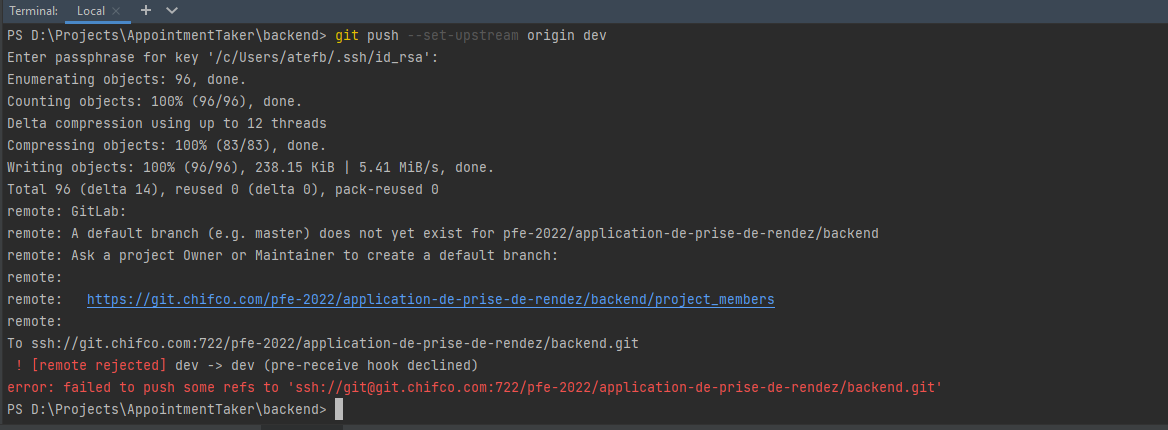 Terminal: Local × +
PS D:\Projects\AppointmentTaker\backend> git push --set-upstream origin dev
Enter passphrase for key '/c/Users/atefb/.ssh/id_rsa':
Enumerating objects: 96, done.
Counting objects: 100% (96/96), done.
Delta compression using up to 12 threads
Compressing objects: 100% (83/83), done.
Writing objects: 100% (96/96), 238.15 KiB | 5.41 MiB/s, done.
Total 96 (delta 14), reused 0 (delta 0), pack-reused 0
remote: GitLab:
remote: A default branch (e.g. master) does not yet exist for pfe-2022/application-de-prise-de-rendez/backend
remote: Ask a project Owner or Maintainer to create a default branch:
remote:
remote:   https://git.chifco.com/pfe-2022/application-de-prise-de-rendez/backend/project_members
remote:
To ssh://git.chifco.com:722/pfe-2022/application-de-prise-de-rendez/backend.git
 ! [remote rejected] dev -> dev (pre-receive hook declined)
error: failed to push some refs to 'ssh://git@git.chifco.com:722/pfe-2022/application-de-prise-de-rendez/backend.git'
PS D:\Projects\AppointmentTaker\backend>